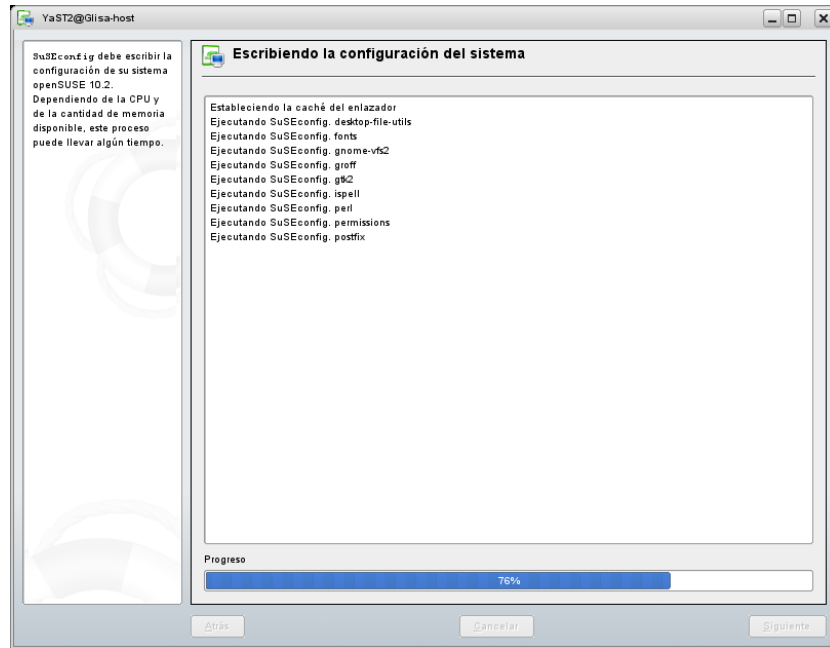 YaST2@Glisa-host
SuSEconfig debe escribir la
configuración de su sistema
openSUSE 10.2.
Dependiendo de la CPU y
de la cantidad de memoria
disponible, este proceso
puede llevar algún tiempo.
Escribiendo la configuración del sistema
Estableciendo la caché del enlazador
Ejecutando SuSEconfig. desktop-file-utils
Ejecutando SuSEconfig. fonts
Ejecutando SuSEconfig. gnome-vfs2
Ejecutando SuSEconfig. groff
Ejecutando SuSEconfig. gtk2
Ejecutando SuSEconfig. ispell
Ejecutando SuSEconfig. perl
Ejecutando SuSEconfig. permissions
Ejecutando SuSEconfig. postfix
Progreso
76%
Atrás
Cancelar
Siguiente